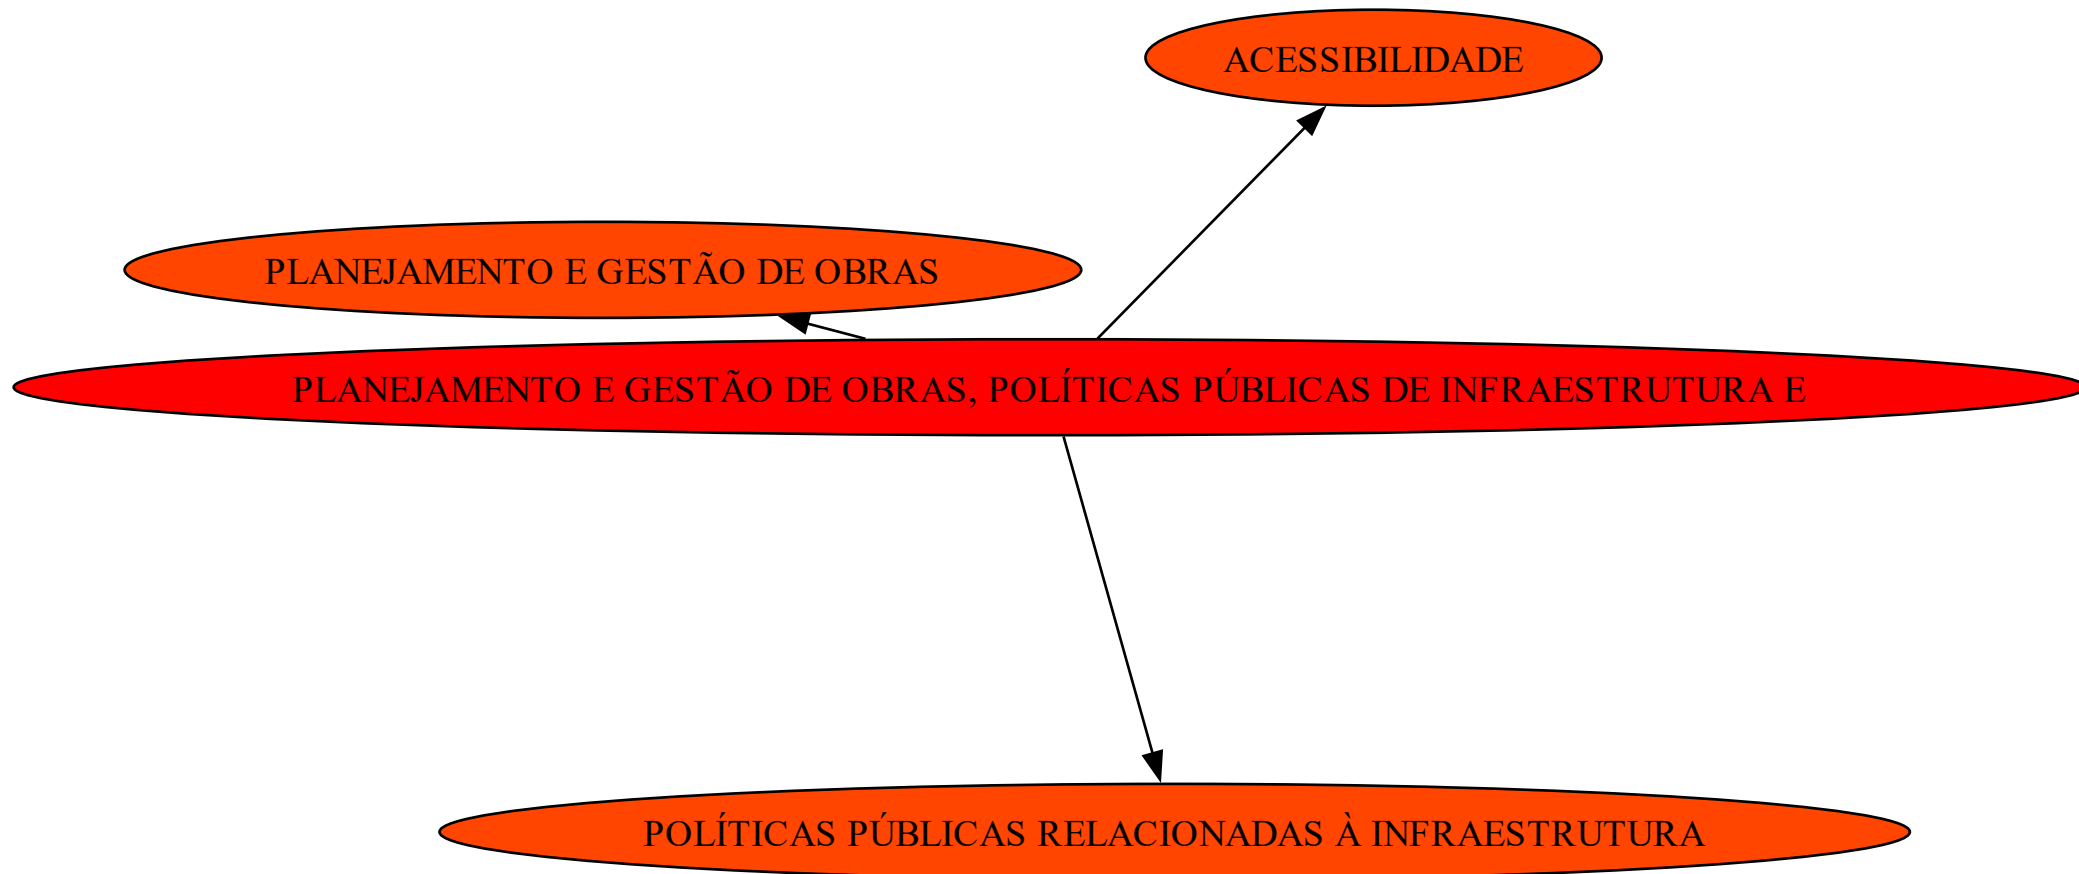 ACESSIBILIDADE
PLANEJAMENTO E GESTÃO DE OBRAS
PLANEJAMENTO E GESTÃO DE OBRAS, POLÍTICAS PÚBLICAS DE INFRAESTRUTURA E
POLÍTICAS PÚBLICAS RELACIONADAS À INFRAESTRUTURA